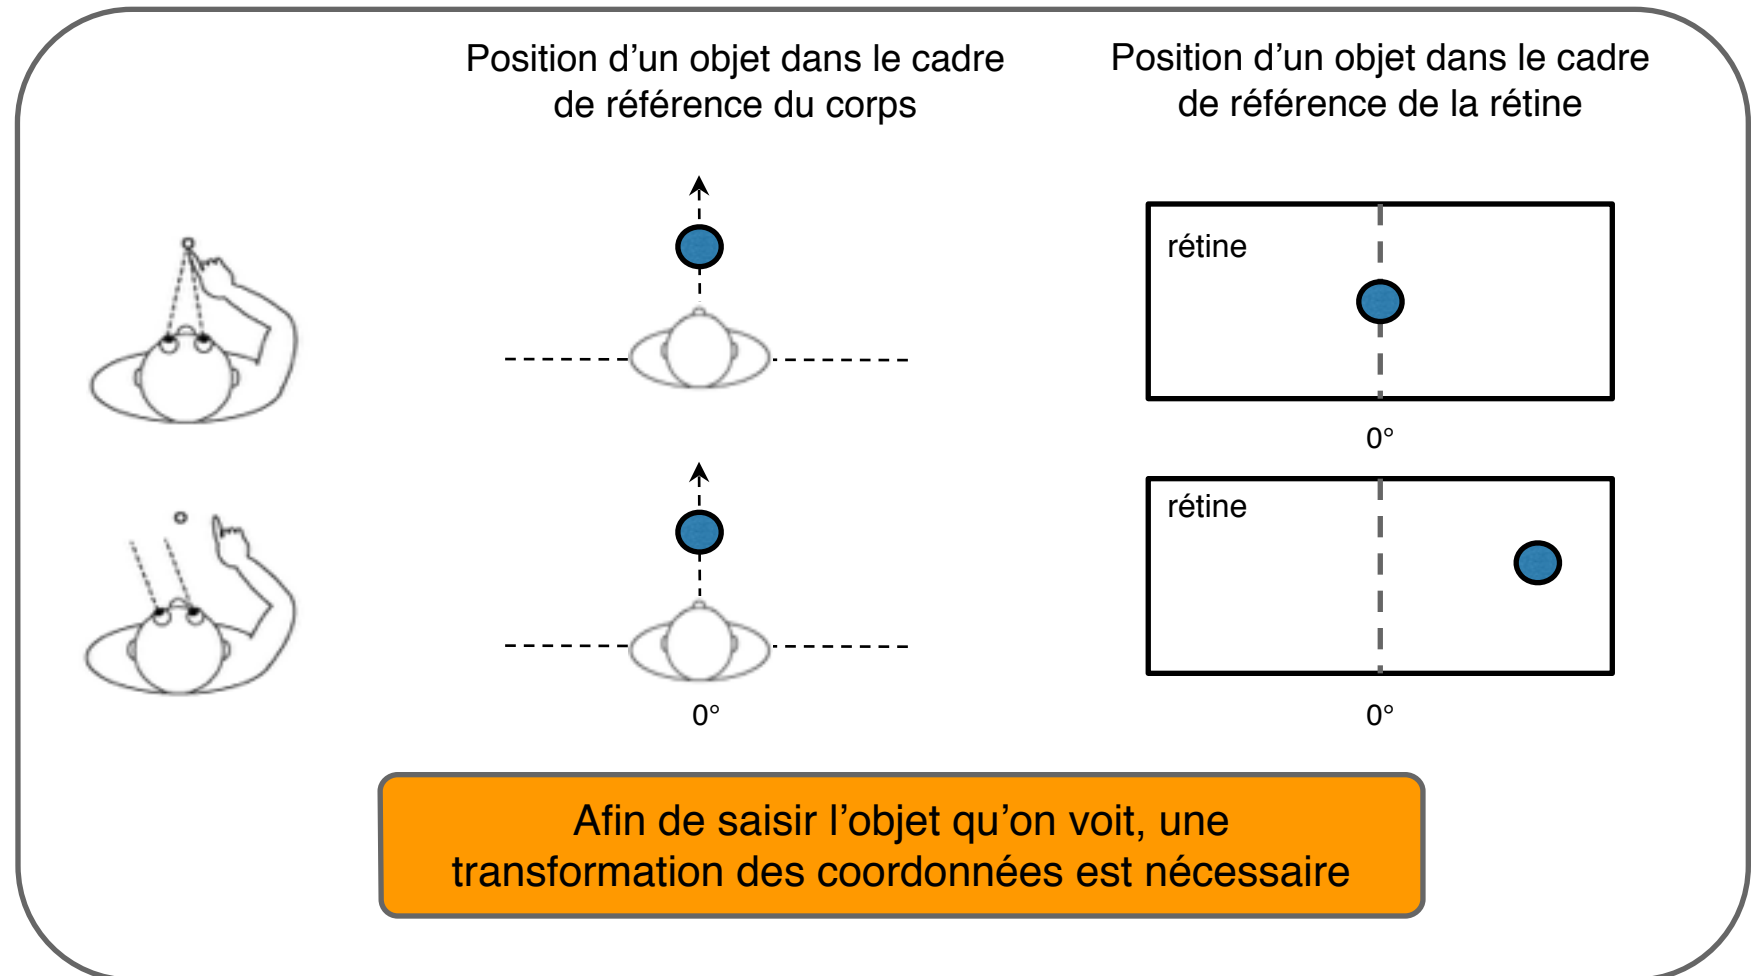 Position d’un objet dans le cadre
de référence du corps
Position d’un objet dans le cadre
de référence de la rétine
rétine
0°
rétine
0°
0°
Afin de saisir l’objet qu’on voit, une
transformation des coordonnées est nécessaire